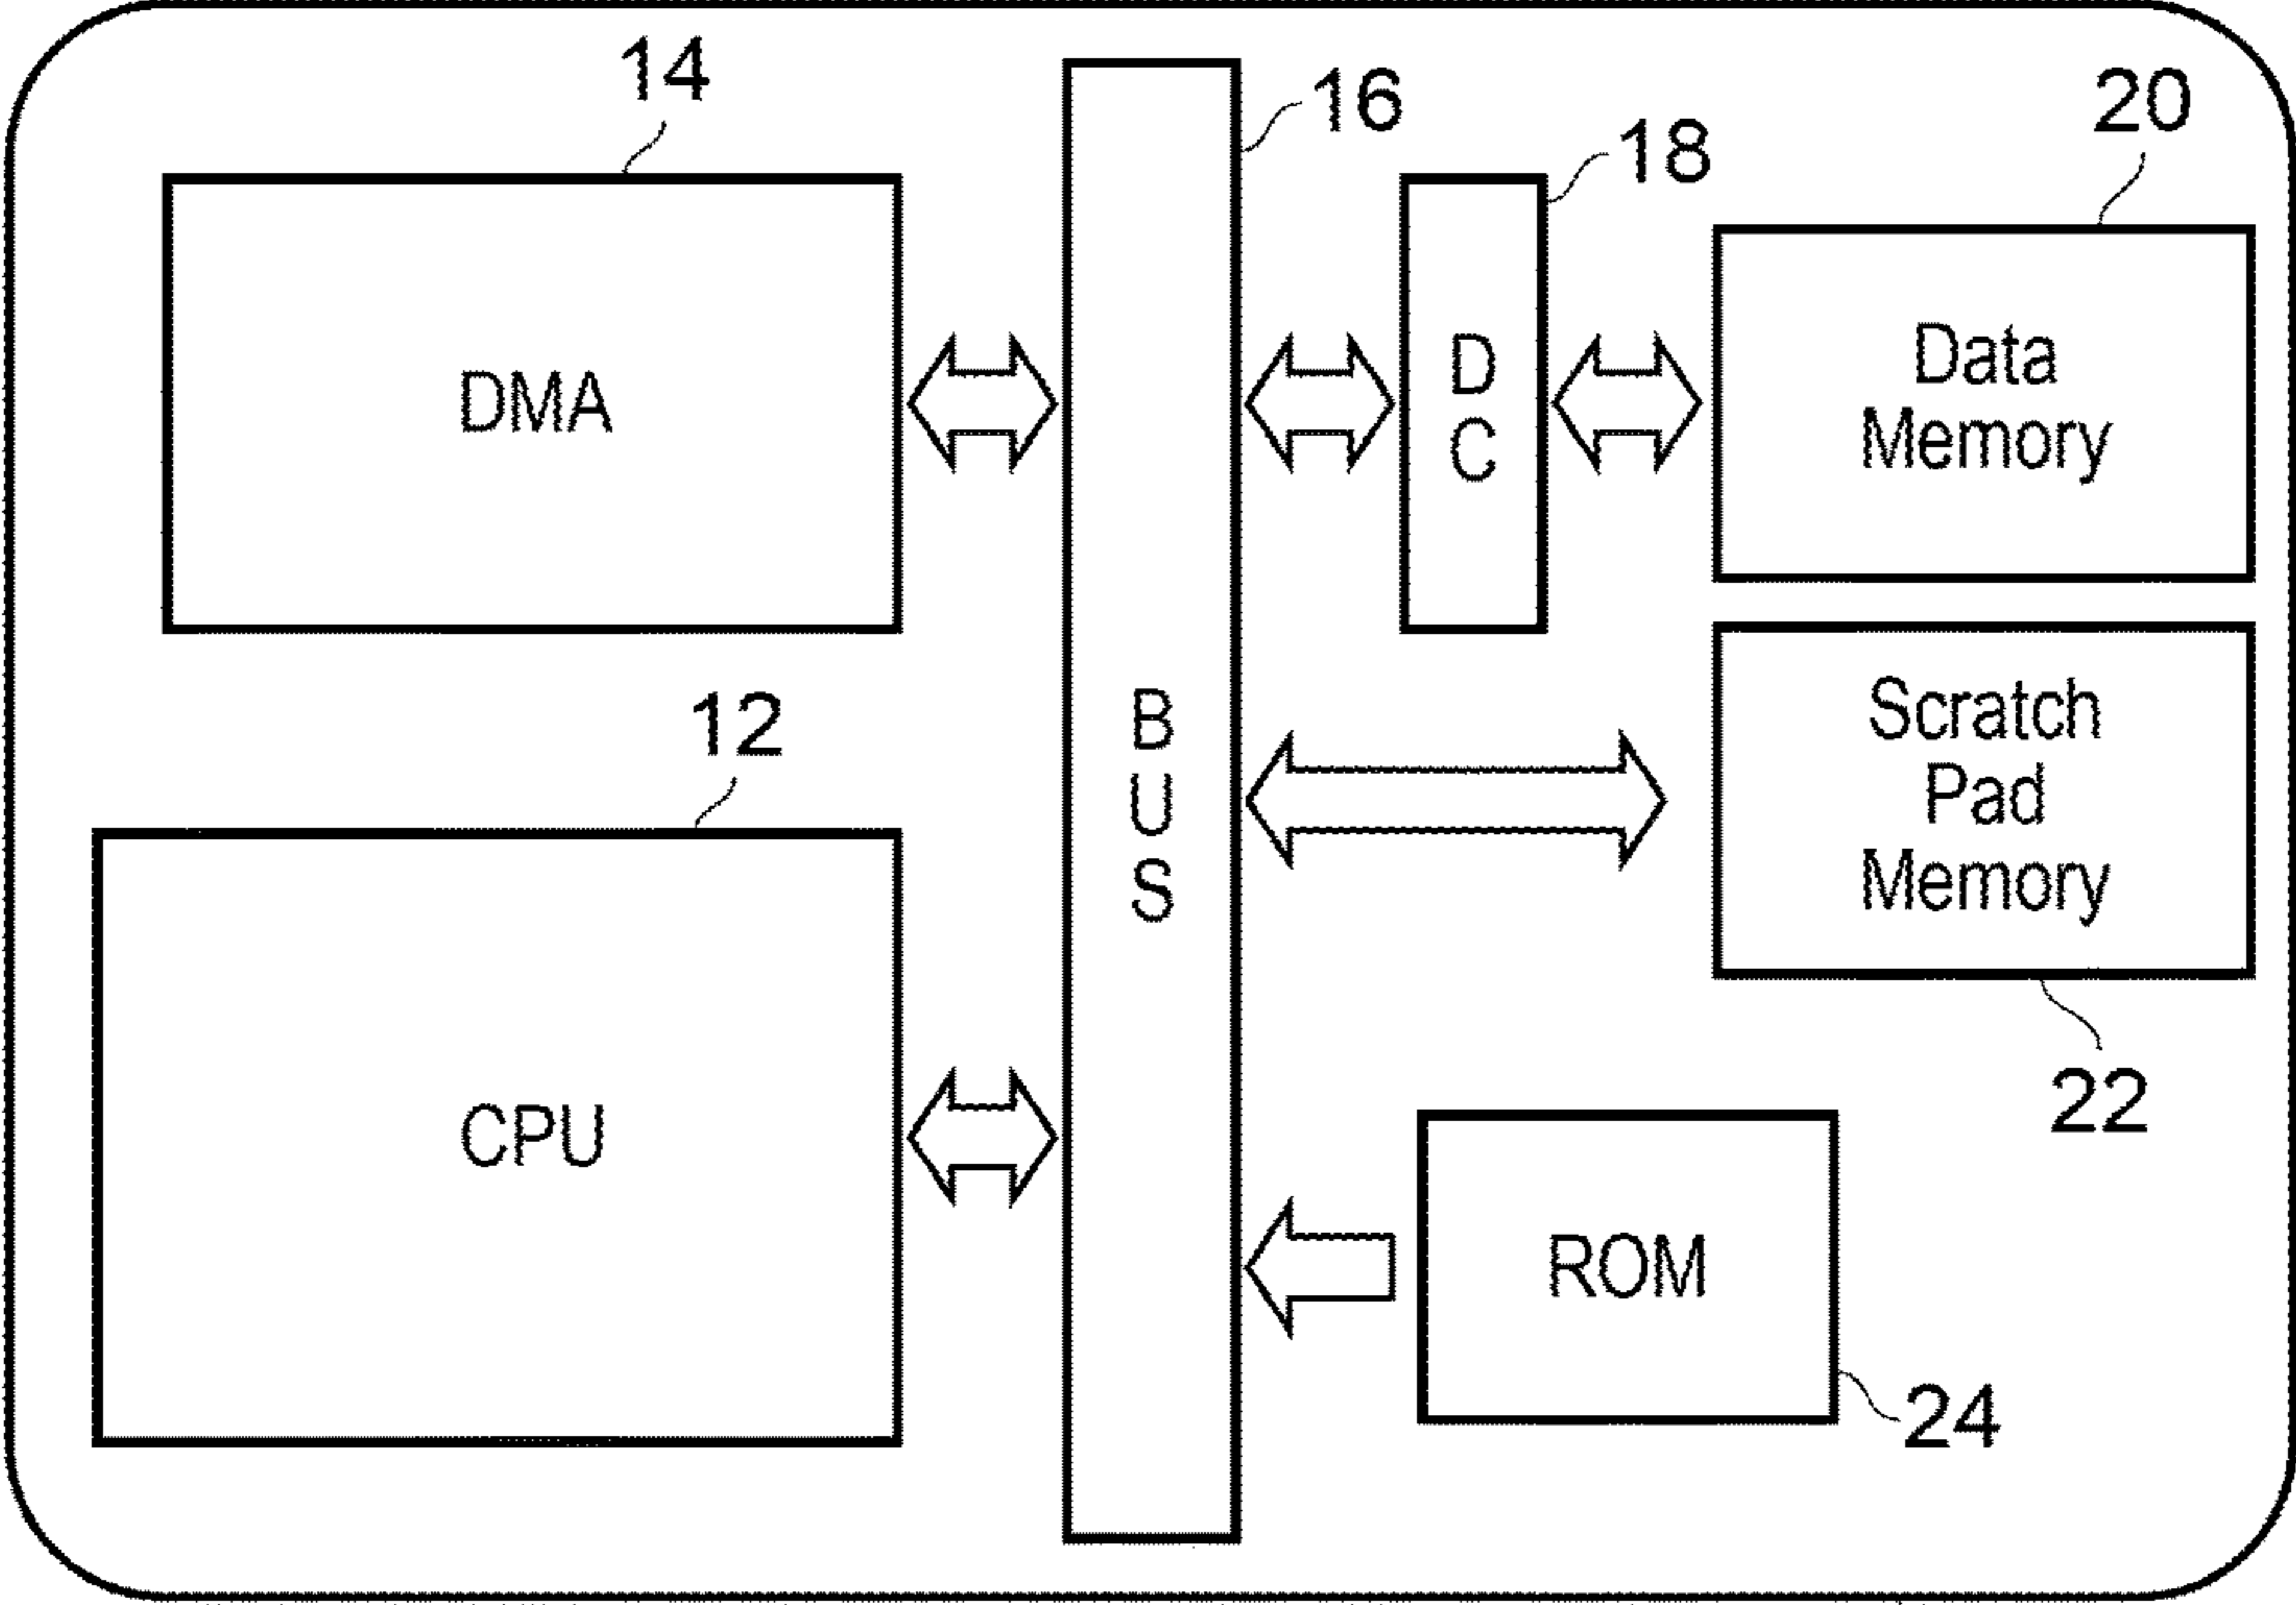 14
16
18
20
DMA
D
C
Data
Memory
12
B
U
S
Scratch
Pad
Memory
22
CPU
ROM
24